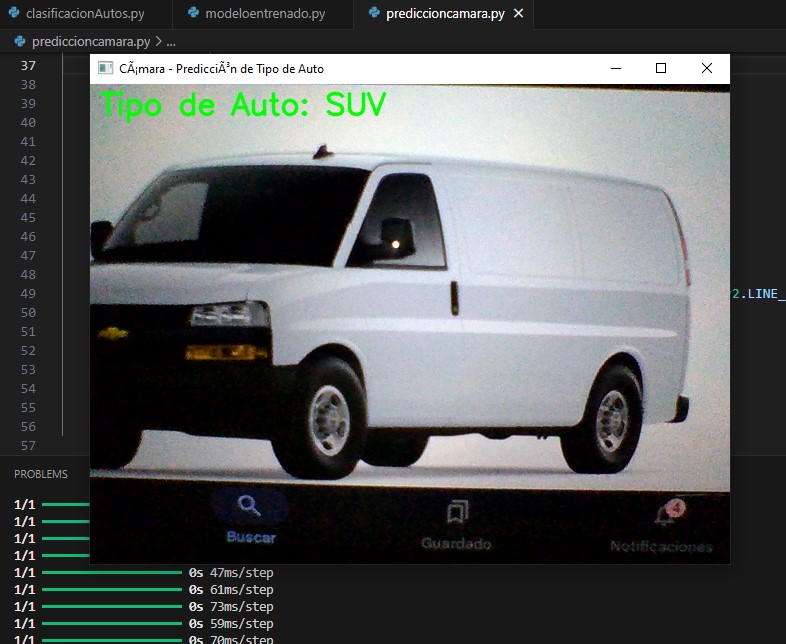 clasificacionAutos.py
modeloentrenado.py
prediccioncamara.py
prediccioncamara.py > ...
CÃ¡mara - PredicciÃ³n de Tipo de Auto
Tipo de Auto: SUV
37
38
39
40
41
42
43
44
45
46
47
48
49 2.LINE_
50
51
52
53
54
55
56
57
PROBLEMS
Buscar
Guardado
4
Notificaciones
1/1
1/1
1/1
1/1
1/1 0s 47ms/step
1/1 0s 61ms/step
1/1 0s 73ms/step
1/1 0s 59ms/step
1/1 0s 70ms/step